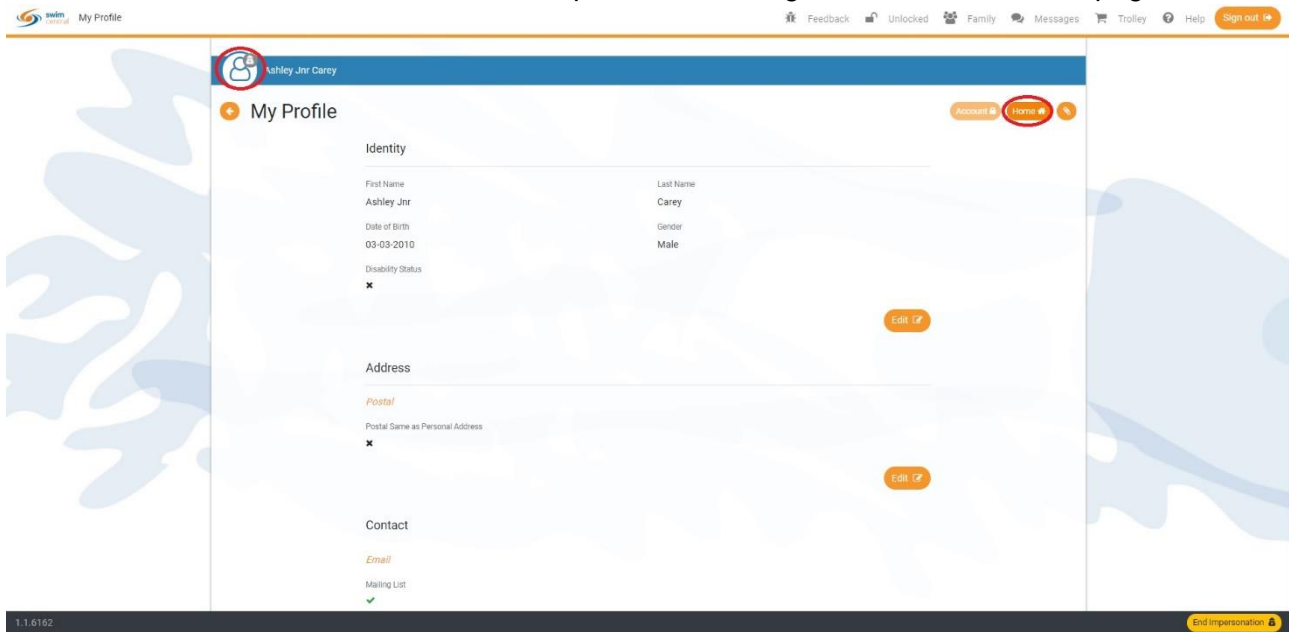 swim central My Profile Feedback Unlocked Family Messages Trolley Help Sign out
Ashley Jnr Carey
My Profile Account Home
Identity
First Name Last Name
Ashley Jnr Carey
Date of Birth Gender
03-03-2010 Male
Disability Status
Edit
Address
Postal
Postal Same as Personal Address
Edit
Contact
Email
Mailing List
1.1.6162 End Impersonation